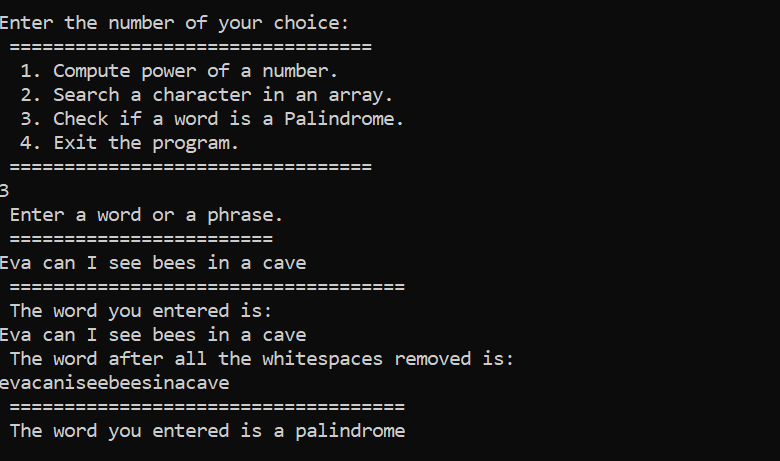 Enter the number of your choice:
=================================
1. Compute power of a number.
2. Search a character in an array.
3. Check if a word is a Palindrome.
4. Exit the program.
=================================
3
Enter a word or a phrase.
========================
Eva can I see bees in a cave
====================================
The word you entered is:
Eva can I see bees in a cave
The word after all the whitespaces removed is:
evacaniseebeesinacave
====================================
The word you entered is a palindrome